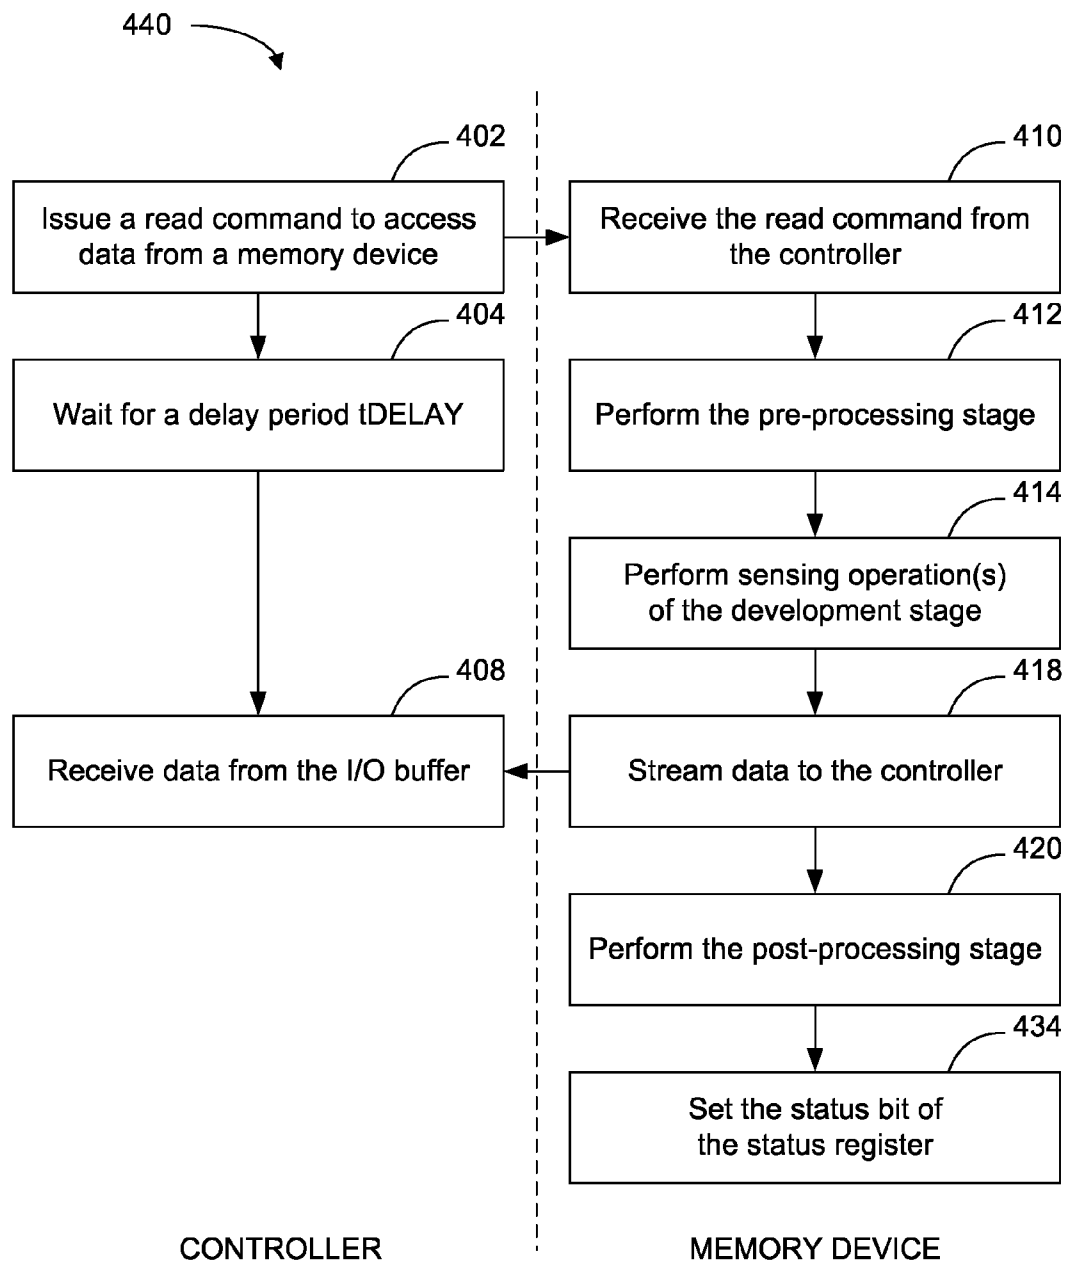 440
402
410
Issue a read command to access
data from a memory device
Receive the read command from
the controller
404
412
Wait for a delay period tDELAY
Perform the pre-processing stage
414
Perform sensing operation(s)
of the development stage
408
418
Receive data from the I/O buffer
Stream data to the controller
420
Perform the post-processing stage
434
Set the status bit of
the status register
CONTROLLER
MEMORY DEVICE